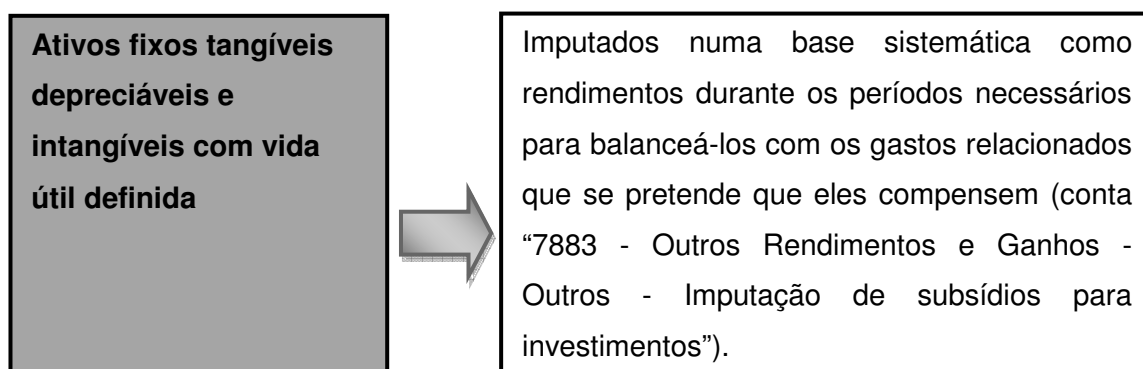 Ativos fixos tangíveis
depreciáveis e
intangíveis com vida
útil definida
Imputados numa base sistemática como
rendimentos durante os períodos necessários
para balanceá-los com os gastos relacionados
que se pretende que eles compensem (conta
“7883 - Outros Rendimentos e Ganhos -
Outros - Imputação de subsídios para
investimentos”).